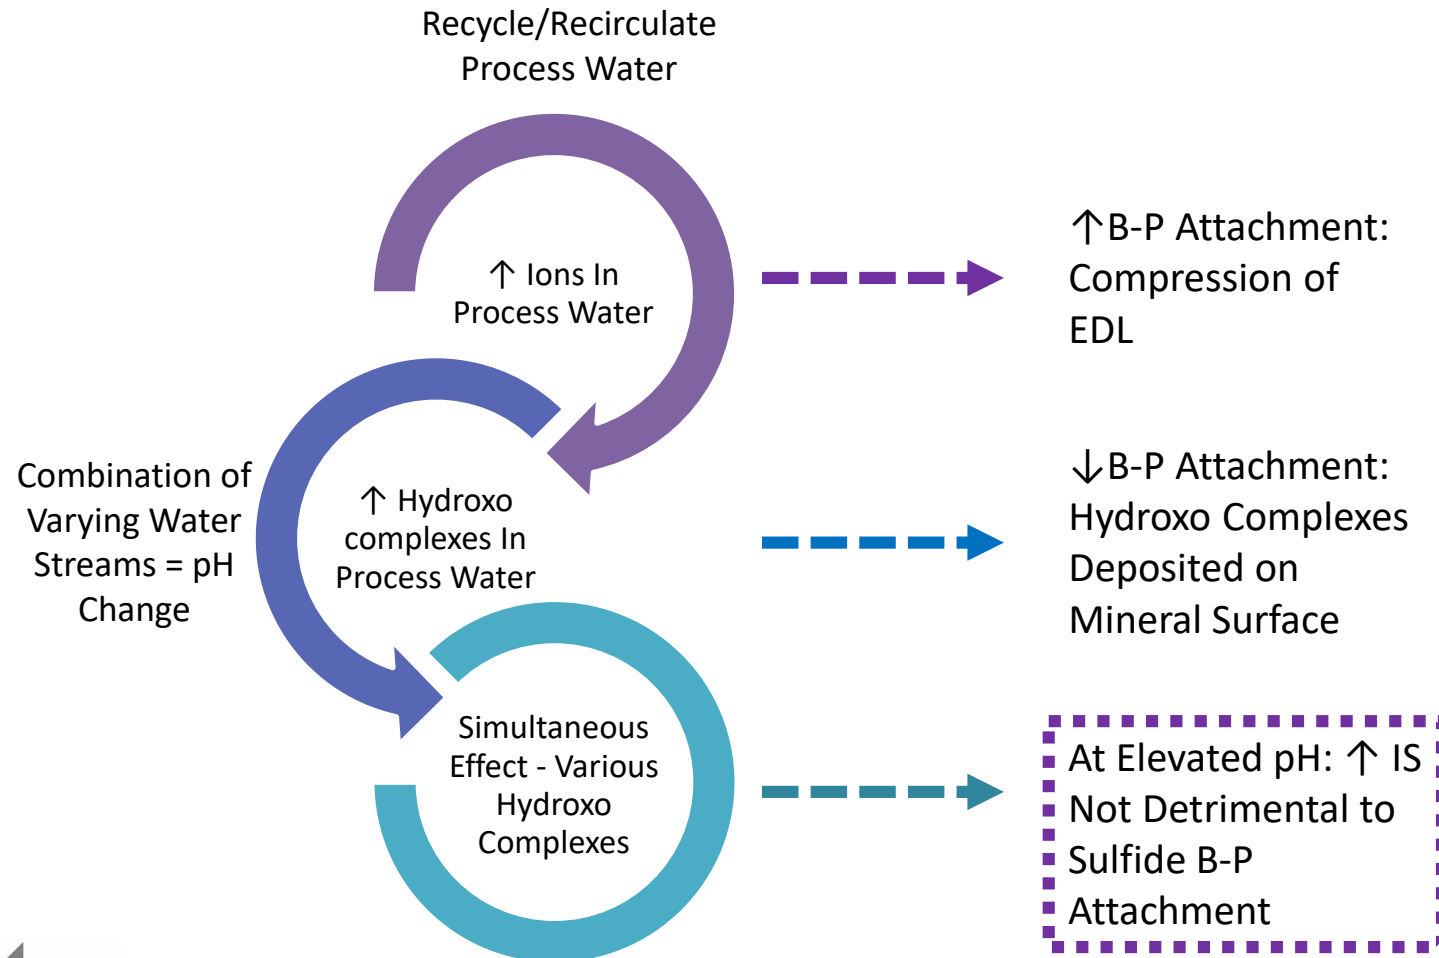 Recycle/Recirculate
Process Water
↑ Ions In
Process Water
↑B-P Attachment:
Compression of
EDL
Combination of
Varying Water
Streams = pH
Change
↑ Hydroxo
complexes In
Process Water
↓B-P Attachment:
Hydroxo Complexes
Deposited on
Mineral Surface
Simultaneous
Effect - Various
Hydroxo
Complexes
At Elevated pH: ↑ IS
Not Detrimental to
Sulfide B-P
Attachment